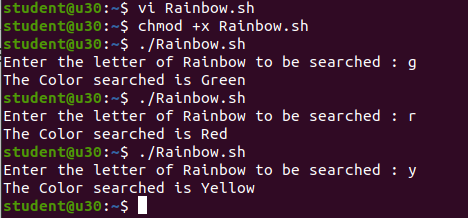 student@u30:~$ vi Rainbow.sh
student@u30:~$ chmod +x Rainbow.sh
student@u30:~$ ./Rainbow.sh
Enter the letter of Rainbow to be searched : g
The Color searched is Green
student@u30:~$ ./Rainbow.sh
Enter the letter of Rainbow to be searched : r
The Color searched is Red
student@u30:~$ ./Rainbow.sh
Enter the letter of Rainbow to be searched : y
The Color searched is Yellow
student@u30:~$